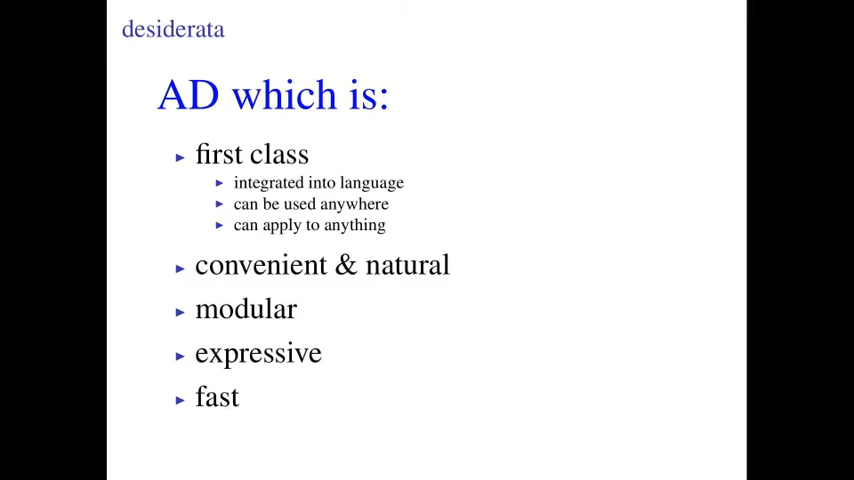 desiderata
AD which is:
first class
integrated into language
can be used anywhere
can apply to anything
convenient & natural
modular
expressive
fast